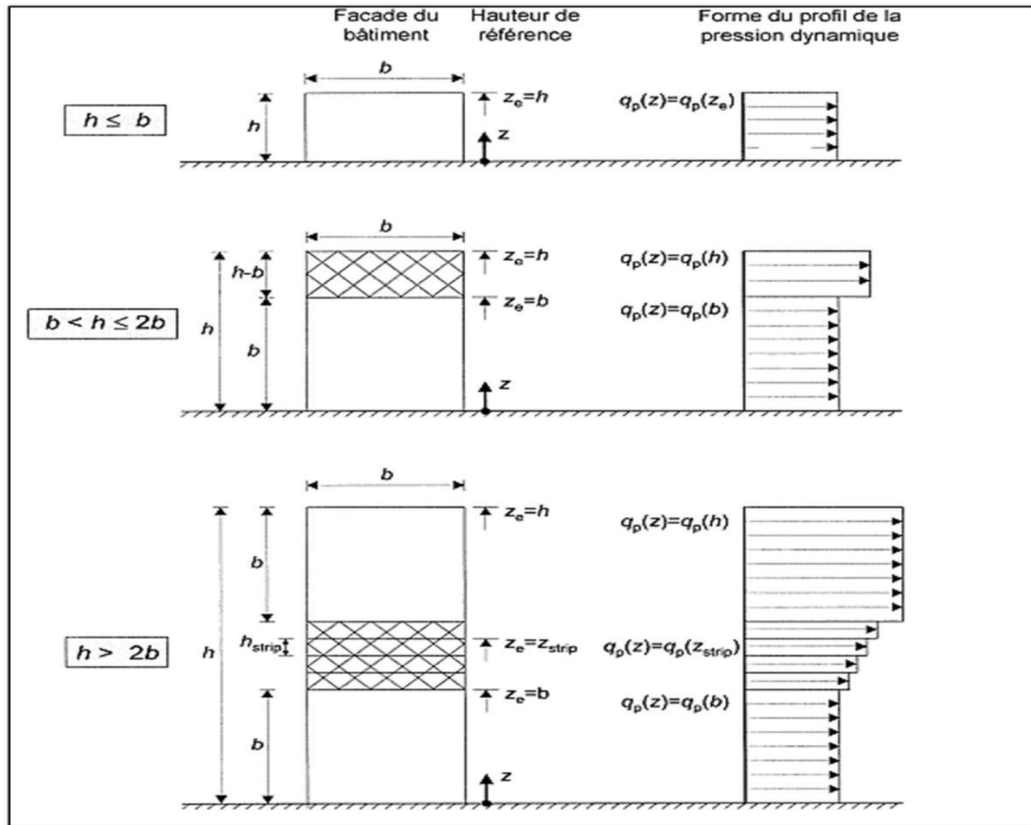 Facade du bâtiment
Hauteur de référence
Forme du profil de la pression dynamique
h ≤ b
b
h
z_e=h
z
q_p(z)=q_p(z_e)
b < h ≤ 2b
b
h
h-b
b
z_e=h
z_e=b
z
q_p(z)=q_p(h)
q_p(z)=q_p(b)
h > 2b
b
h
b
h_strip
b
z_e=h
z_e=z_strip
z_e=b
z
q_p(z)=q_p(h)
q_p(z)=q_p(z_strip)
q_p(z)=q_p(b)